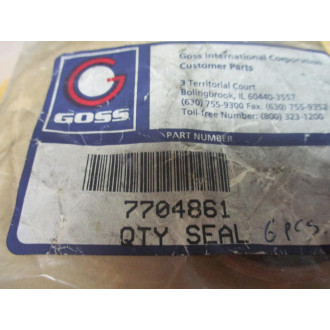 GOSS
Goss International Corporation
Customer Parts
3 Territorial Court
Bolingbrook, IL 60440-3557
(630) 755-9300 Fax: (630) 755-9352
Toll-free Number: (800) 323-1200
PART NUMBER
7704861
QTY SEAL 6 PCS